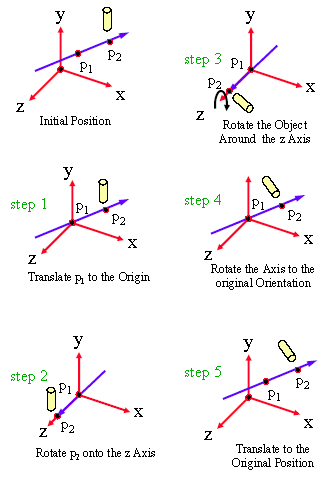 y
p1
p2
x
z
Initial Position
step 1
y
p1
p2
x
z
Translate p1 to the Origin
step 2
y
p1
p2
x
z
Rotate p2 onto the z Axis
step 3
y
p1
p2
x
z
Rotate the Object
Around the z Axis
step 4
y
p1
p2
x
z
Rotate the Axis to the
original Orientation
step 5
y
p1
p2
x
z
Translate to the
Original Position